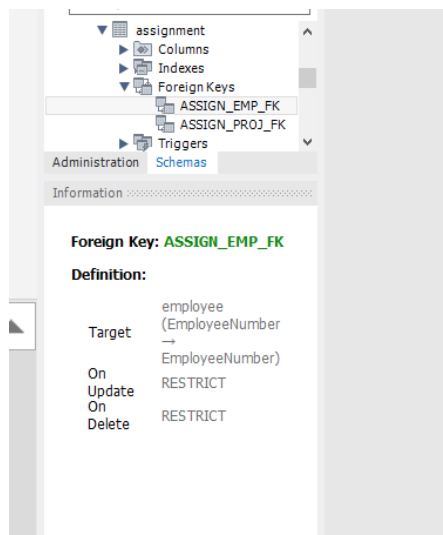 assignment
Columns
Indexes
Foreign Keys
ASSIGN_EMP_FK
ASSIGN_PROJ_FK
Triggers
Administration Schemas
Information
Foreign Key: ASSIGN_EMP_FK
Definition:
Target employee
(EmployeeNumber
→
EmployeeNumber)
On
Update RESTRICT
On
Delete RESTRICT